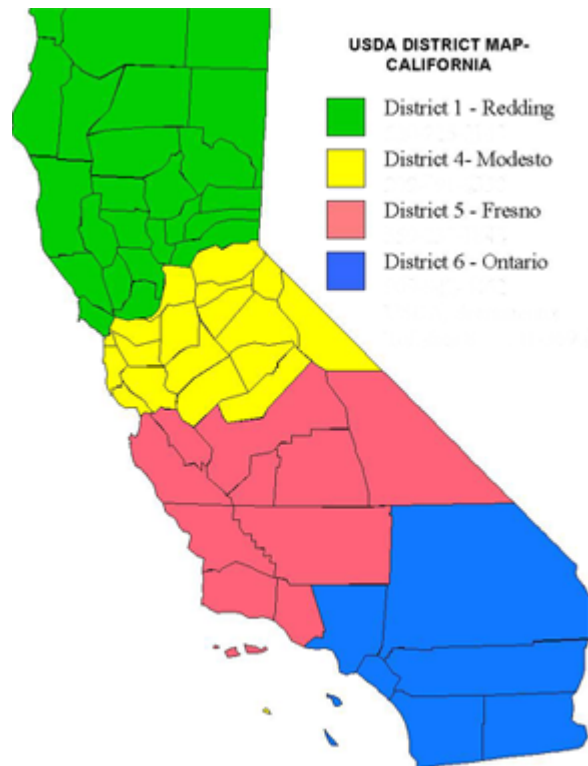 USDA DISTRICT MAP-
CALIFORNIA
District 1 - Redding
District 4- Modesto
District 5 - Fresno
District 6 - Ontario